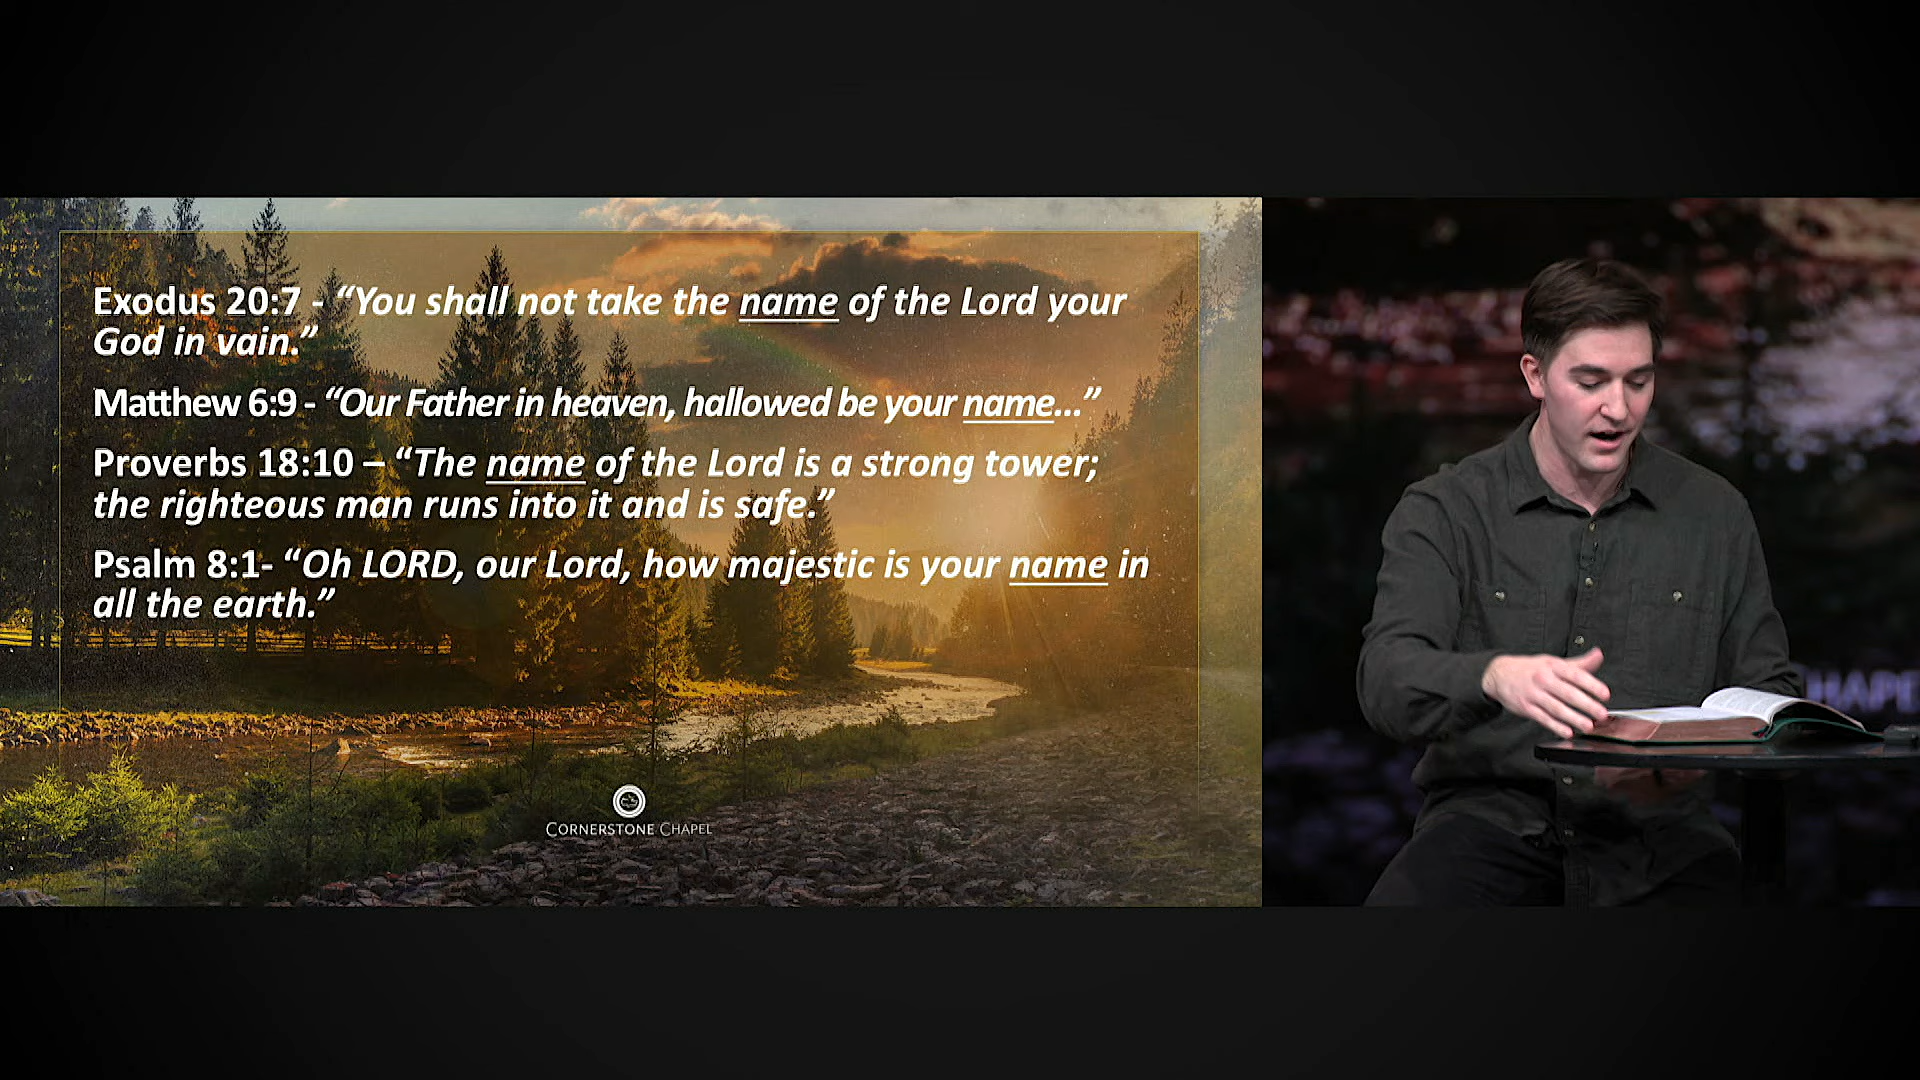 Exodus 20:7 - “You shall not take the name of the Lord your
God in vain.”
Matthew 6:9 - “Our Father in heaven, hallowed be your name...”
Proverbs 18:10 – “The name of the Lord is a strong tower;
the righteous man runs into it and is safe.”
Psalm 8:1- “Oh LORD, our Lord, how majestic is your name in
all the earth.”
CORNERSTONE CHAPEL
CHAPE